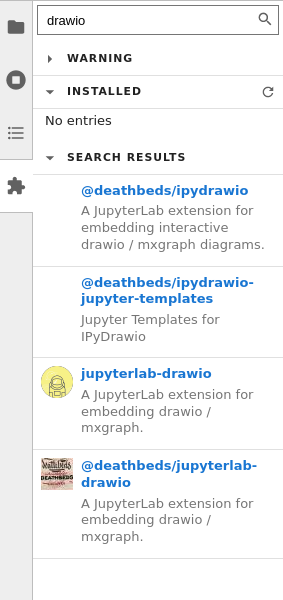 drawio
WARNING
INSTALLED
No entries
SEARCH RESULTS
@deathbeds/ipydrawio
A JupyterLab extension for
embedding interactive
drawio / mxgraph diagrams.
@deathbeds/ipydrawio-
jupyter-templates
Jupyter Templates for
IPyDrawio
jupyterlab-drawio
A JupyterLab extension for
embedding drawio /
mxgraph.
@deathbeds/jupyterlab-
drawio
A JupyterLab extension for
embedding drawio /
mxgraph.